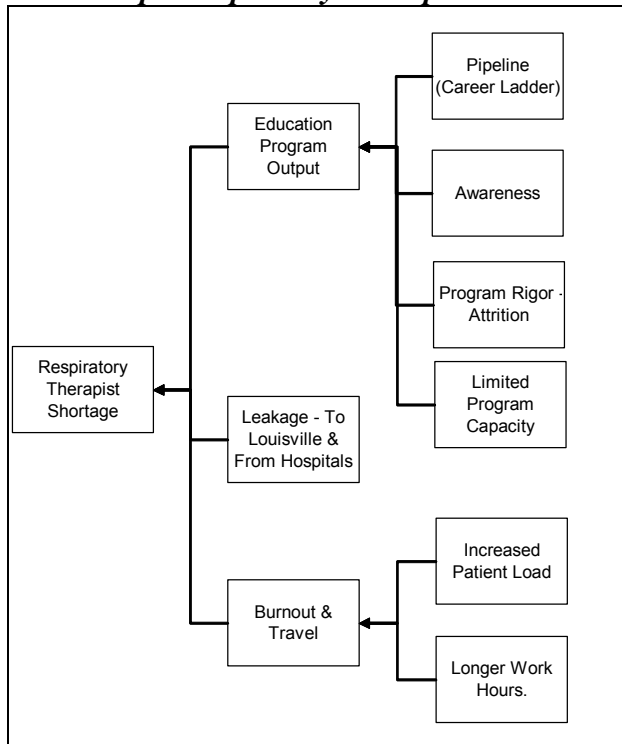 Pipeline
(Career Ladder)
Education
Program
Output
Awareness
Program Rigor -
Attrition
Respiratory
Therapist
Shortage
Limited
Program
Capacity
Leakage - To
Louisville &
From Hospitals
Increased
Patient Load
Burnout &
Travel
Longer Work
Hours.